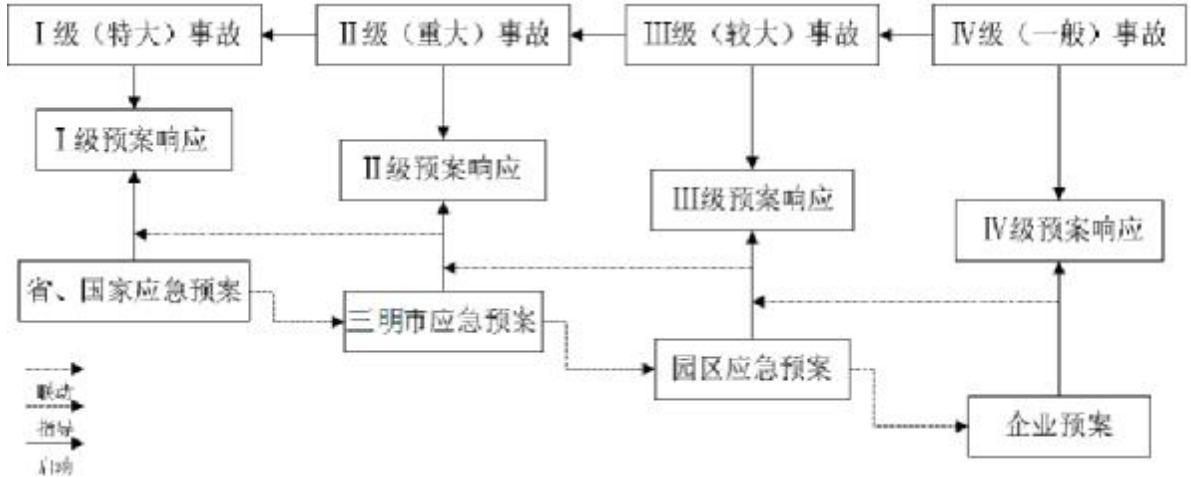 Ⅰ级（特大）事故
Ⅱ级（重大）事故
Ⅲ级（较大）事故
Ⅳ级（一般）事故
Ⅰ级预案响应
Ⅱ级预案响应
Ⅲ级预案响应
Ⅳ级预案响应
省、国家应急预案
三明市应急预案
园区应急预案
企业预案
联动
指导
启动